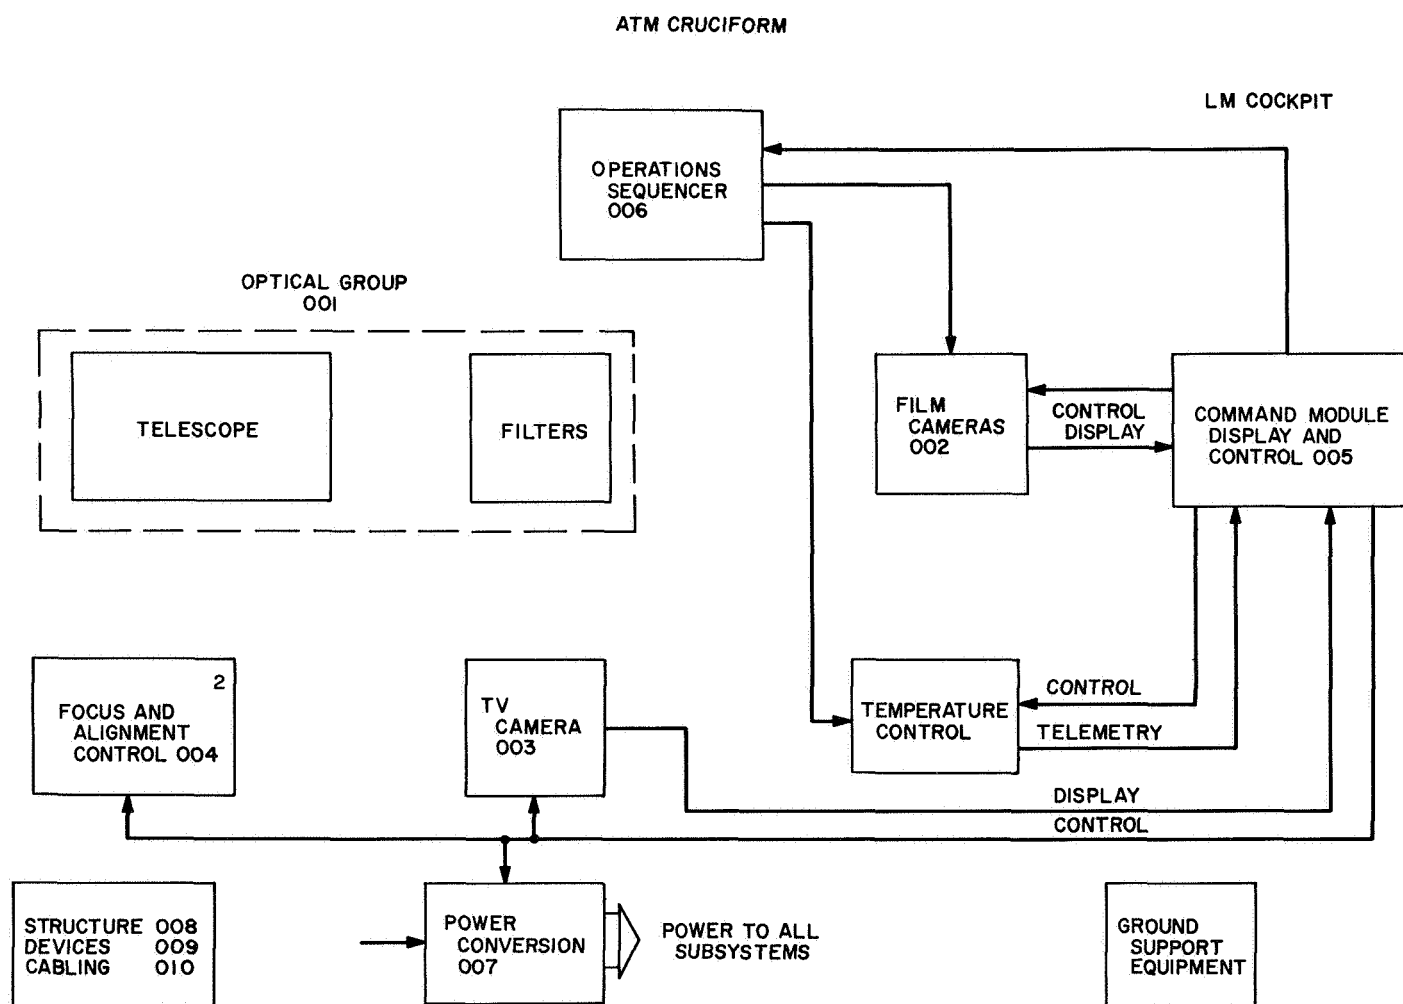 ATM CRUCIFORM
LM COCKPIT
OPERATIONS
SEQUENCER
006
OPTICAL GROUP
001
TELESCOPE
FILTERS
FILM
CAMERAS
002
CONTROL
DISPLAY
COMMAND MODULE
DISPLAY AND
CONTROL 005
2
FOCUS AND
ALIGNMENT
CONTROL 004
TV
CAMERA
003
TEMPERATURE
CONTROL
CONTROL
TELEMETRY
DISPLAY
CONTROL
STRUCTURE 008
DEVICES 009
CABLING 010
POWER
CONVERSION
007
POWER TO ALL
SUBSYSTEMS
GROUND
SUPPORT
EQUIPMENT